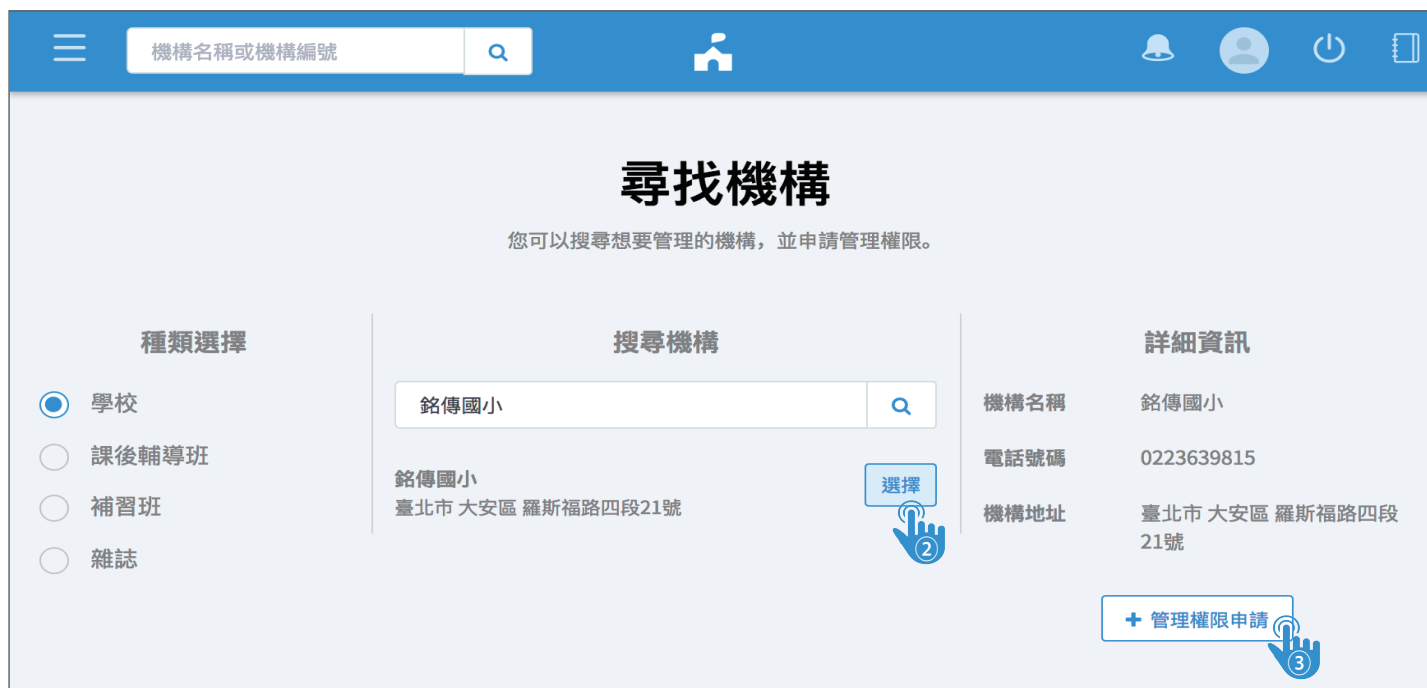 機構名稱或機構編號
尋找機構
您可以搜尋想要管理的機構，並申請管理權限。
種類選擇
學校
課後輔導班
補習班
雜誌
搜尋機構
銘傳國小
銘傳國小
臺北市 大安區 羅斯福路四段21號
選擇
②
詳細資訊
機構名稱 銘傳國小
電話號碼 0223639815
機構地址 臺北市 大安區 羅斯福路四段
21號
+ 管理權限申請
③